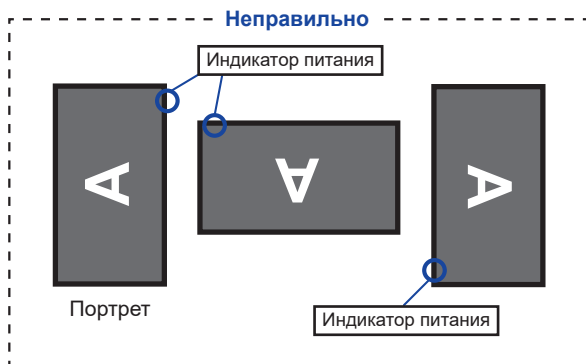 Неправильно
Индикатор питания
A
A
A
Портрет
Индикатор питания